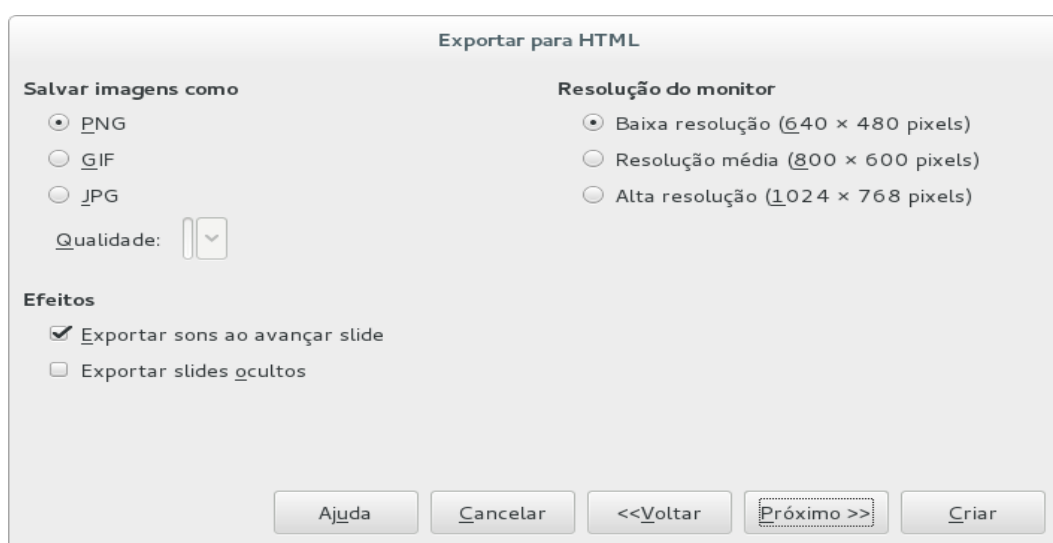 Exportar para HTML
Salvar imagens como
PNG
GIF
JPG
Qualidade:
Resolução do monitor
Baixa resolução (640 × 480 pixels)
Resolução média (800 × 600 pixels)
Alta resolução (1024 × 768 pixels)
Efeitos
Exportar sons ao avançar slide
Exportar slides ocultos
Ajuda
Cancelar
<<Voltar
Próximo >>
Criar